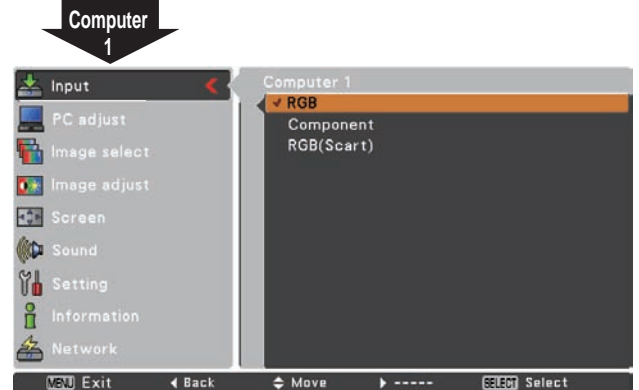 Computer
1
Input
PC adjust
Image select
Image adjust
Screen
Sound
Setting
Information
Network
Computer 1
✓ RGB
Component
RGB(Scart)
MENU Exit ◀ Back ◆ Move ▶ ----- SELECT Select